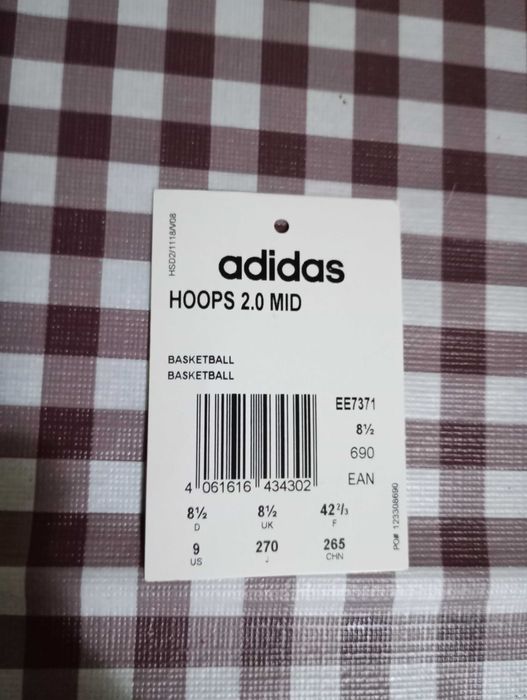 HSD2/1118/V08
adidas
HOOPS 2.0 MID
BASKETBALL
BASKETBALL
EE7371
8½
690
EAN
4 061616 434302
8½ 8½ 42⅔
D UK F
9 270 265
US J CHN
PO# 123308690